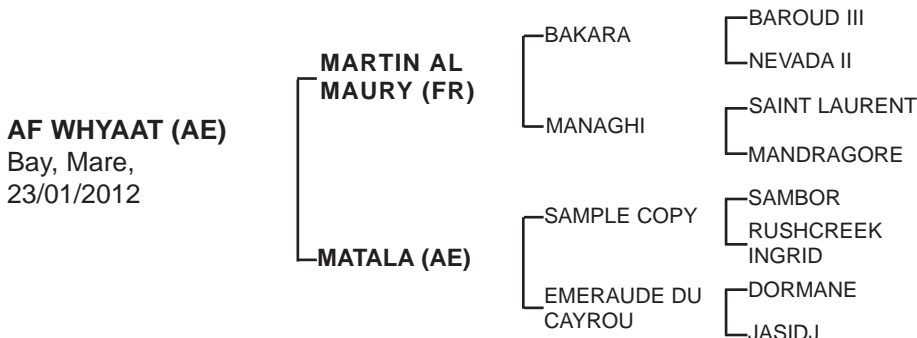 AF WHYAAT (AE)
Bay, Mare,
23/01/2012
MARTIN AL
MAURY (FR)
MATALA (AE)
BAKARA
MANAGHI
SAMPLE COPY
EMERAUDE DU
CAYROU
BAROUD III
NEVADA II
SAINT LAURENT
MANDRAGORE
SAMBOR
RUSHCREEK
INGRID
DORMANE
JASIDJ